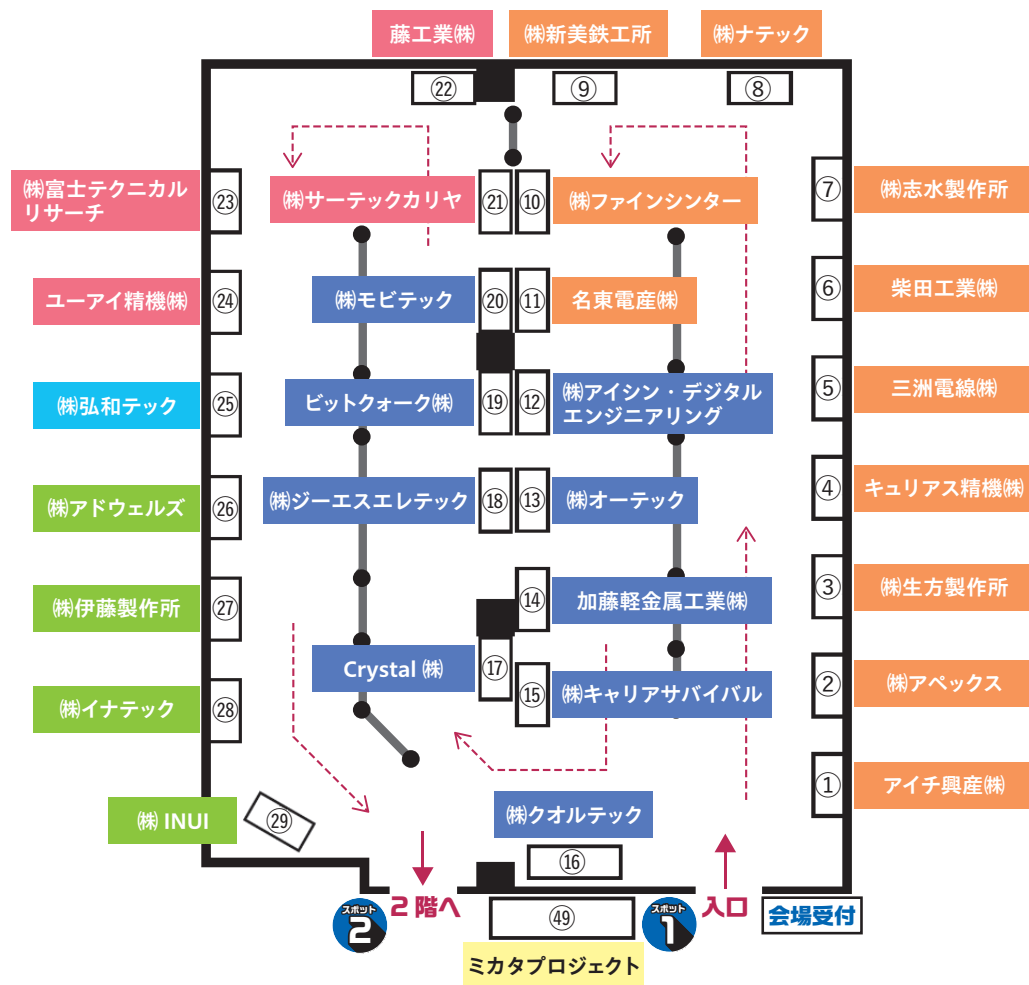 藤工業㈱
㈱新美鉄工所
㈱ナテック
㉒
⑨
⑧
㈱富士テクニカル
リサーチ
㉓
㈱サーテックカリヤ
㉑
⑩
㈱ファインシンター
⑦
㈱志水製作所
ユーアイ精機㈱
㉔
㈱モビテック
⑳
⑪
名東電産㈱
⑥
柴田工業㈱
㈱弘和テック
㉕
ビットクォーク㈱
⑲
⑫
㈱アイシン・デジタル
エンジニアリング
⑤
三洲電線㈱
㈱アドウェルズ
㉖
㈱ジーエスエレテック
⑱
⑬
㈱オーテック
④
キュリアス精機㈱
㈱伊藤製作所
㉗
⑭
加藤軽金属工業㈱
③
㈱生方製作所
㈱イナテック
㉘
Crystal ㈱
⑰
⑮
㈱キャリアサバイバル
②
㈱アペックス
㈱ INUI
㉙
㈱クオルテック
⑯
①
アイチ興産㈱
スポット
2
2 階へ
㊾
スポット
1
入口
会場受付
ミカタプロジェクト